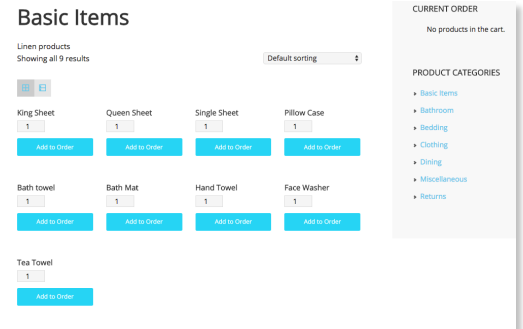 Basic Items
Linen products
Showing all 9 results
Default sorting
King Sheet
Queen Sheet
Single Sheet
Pillow Case
1
1
1
1
Add to Order
Add to Order
Add to Order
Add to Order
Bath towel
Bath Mat
Hand Towel
Face Washer
1
1
1
1
Add to Order
Add to Order
Add to Order
Add to Order
Tea Towel
1
Add to Order
CURRENT ORDER
No products in the cart.
PRODUCT CATEGORIES
Basic Items
Bathroom
Bedding
Clothing
Dining
Miscellaneous
Returns